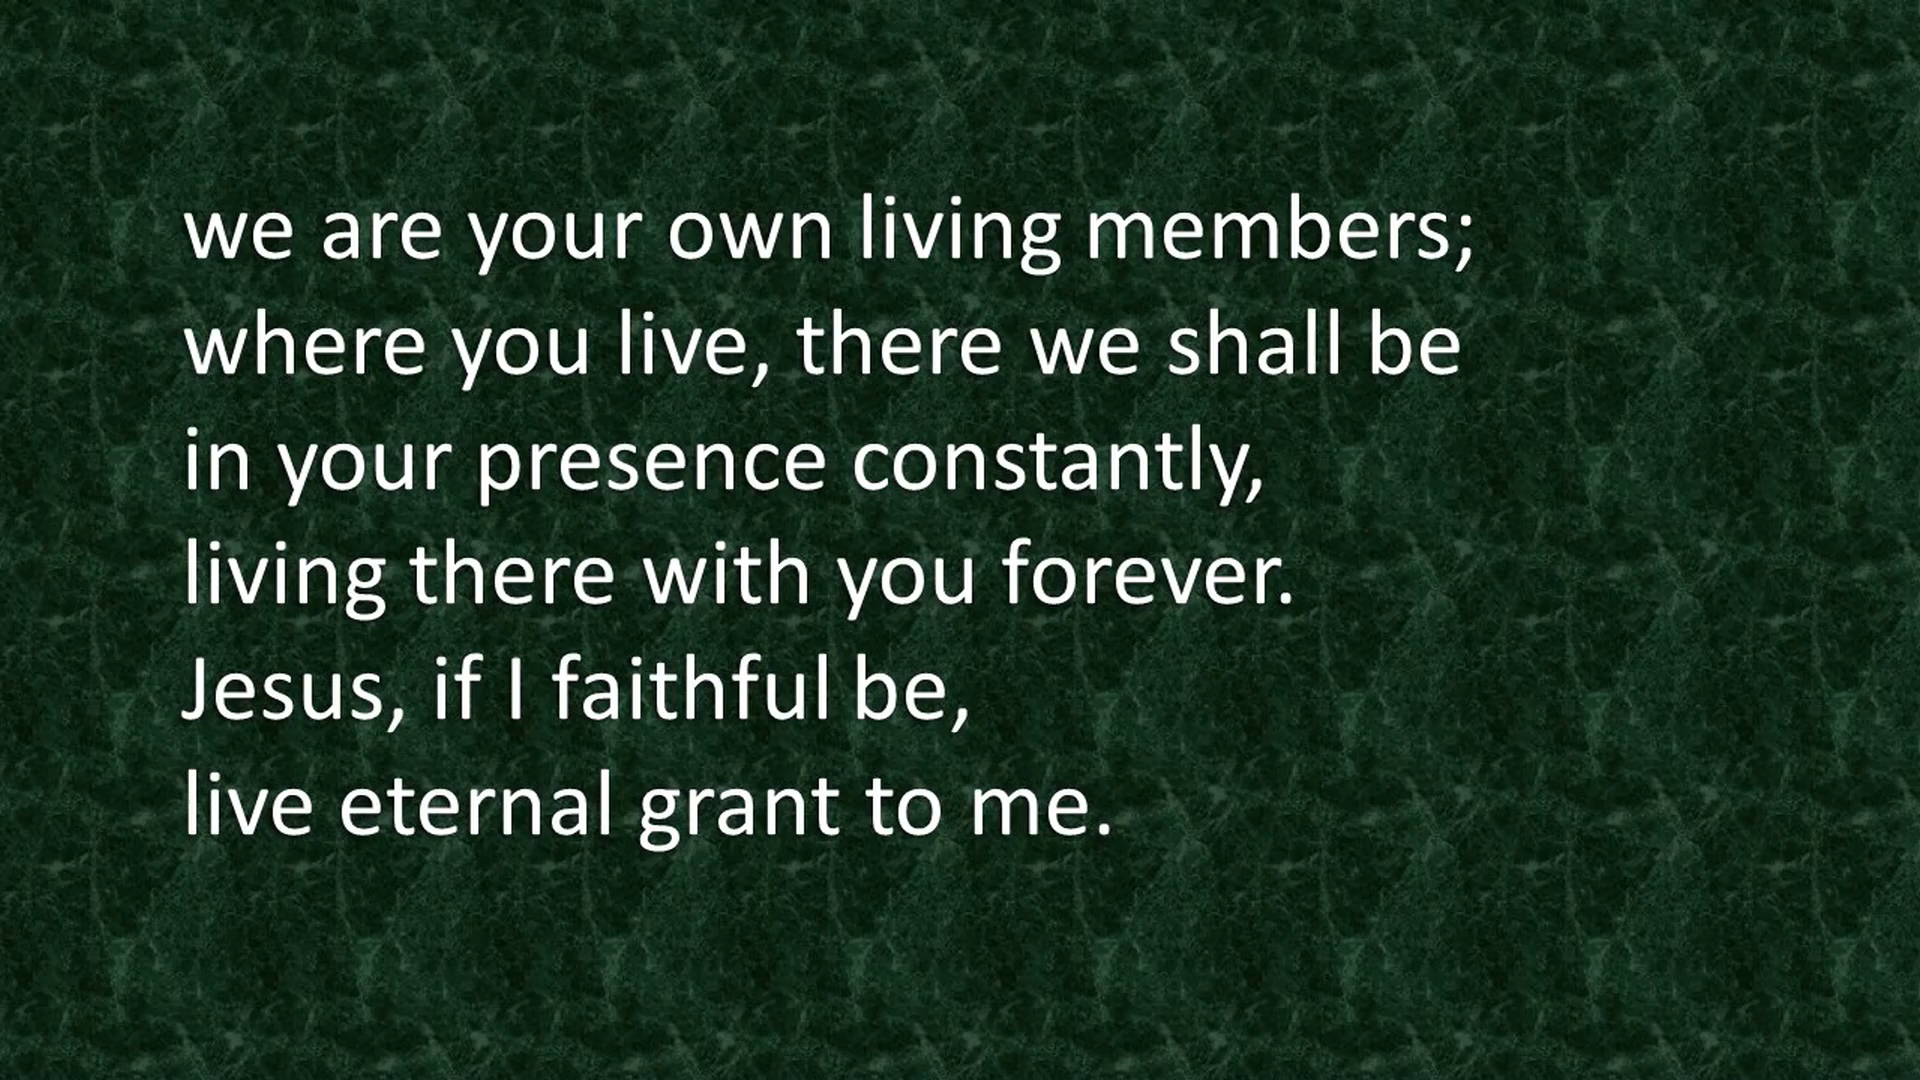 we are your own living members;
where you live, there we shall be
in your presence constantly,
living there with you forever.
Jesus, if I faithful be,
live eternal grant to me.